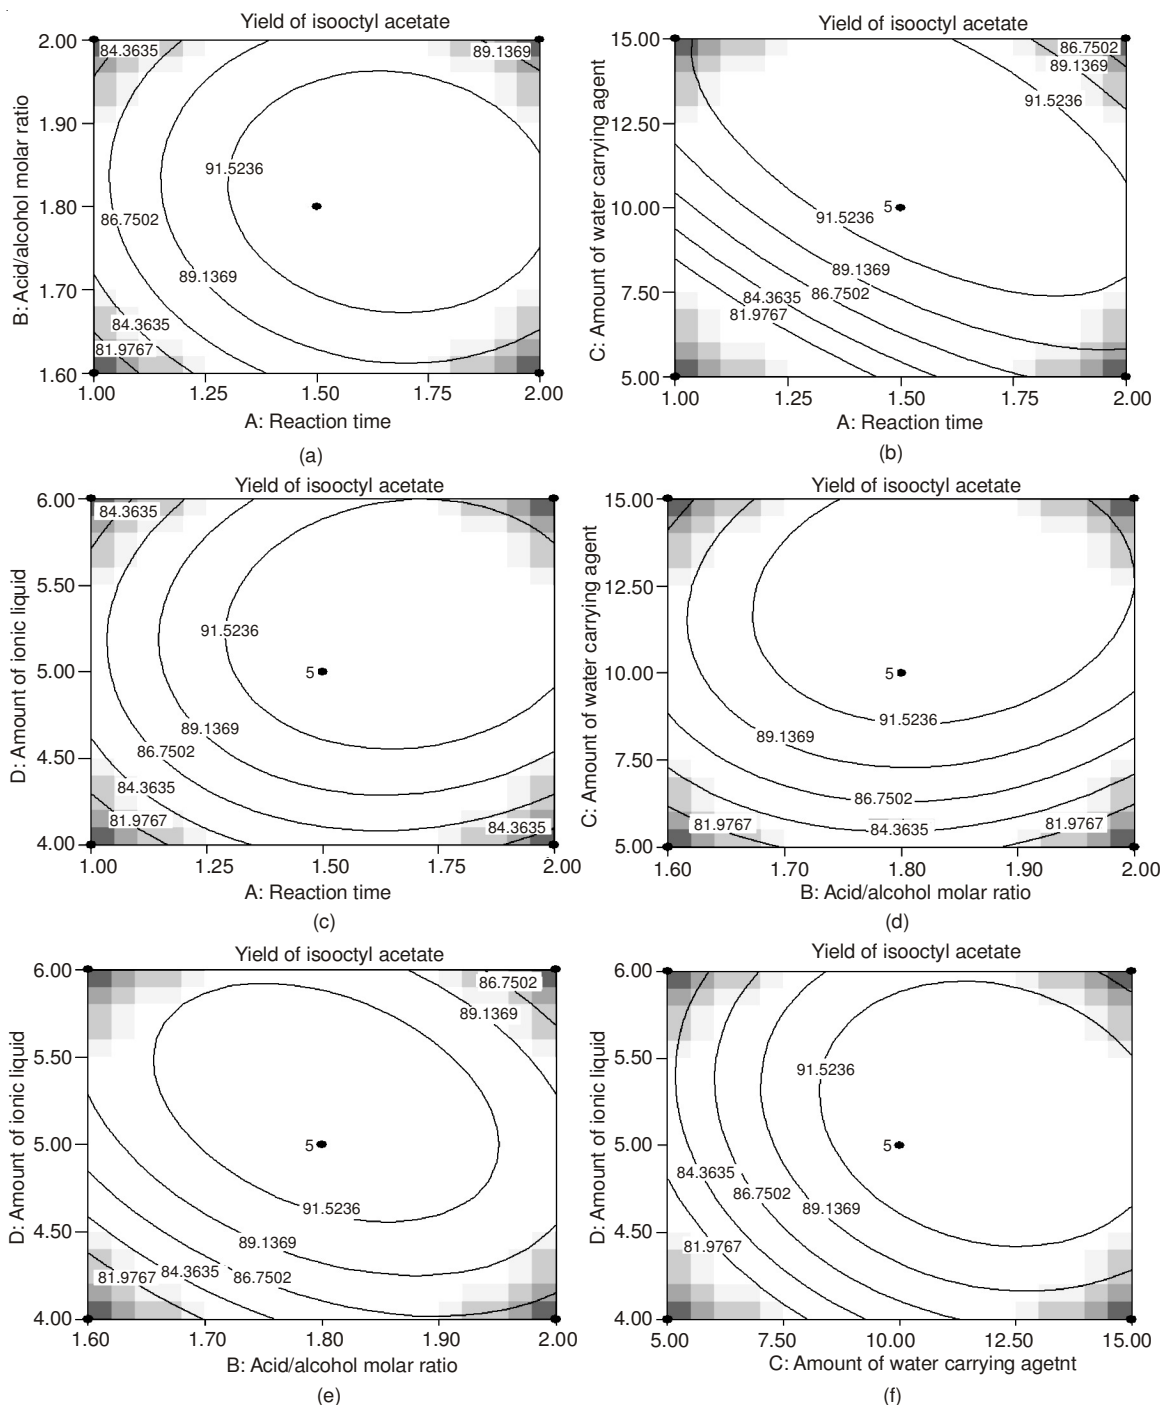 Yield of isooctyl acetate
2.00
1.90
1.80
1.70
1.60
B: Acid/alcohol molar ratio
84.3635
89.1369
91.5236
86.7502
89.1369
84.3635
81.9767
1.00 1.25 1.50 1.75 2.00
A: Reaction time
(a)
Yield of isooctyl acetate
15.00
12.50
10.00
7.50
5.00
C: Amount of water carrying agent
86.7502
89.1369
91.5236
5
91.5236
89.1369
84.3635
86.7502
81.9767
1.00 1.25 1.50 1.75 2.00
A: Reaction time
(b)
Yield of isooctyl acetate
6.00
5.50
5.00
4.50
4.00
D: Amount of ionic liquid
84.3635
91.5236
5
89.1369
86.7502
84.3635
81.9767
84.3635
1.00 1.25 1.50 1.75 2.00
A: Reaction time
(c)
Yield of isooctyl acetate
15.00
12.50
10.00
7.50
5.00
C: Amount of water carrying agent
5
91.5236
89.1369
86.7502
84.3635
81.9767
81.9767
1.60 1.70 1.80 1.90 2.00
B: Acid/alcohol molar ratio
(d)
Yield of isooctyl acetate
6.00
5.50
5.00
4.50
4.00
D: Amount of ionic liquid
86.7502
89.1369
5
91.5236
89.1369
84.3635
86.7502
81.9767
1.60 1.70 1.80 1.90 2.00
B: Acid/alcohol molar ratio
(e)
Yield of isooctyl acetate
6.00
5.50
5.00
4.50
4.00
D: Amount of ionic liquid
91.5236
5
84.3635
86.7502
89.1369
81.9767
5.00 7.50 10.00 12.50 15.00
C: Amount of water carrying agetnt
(f)